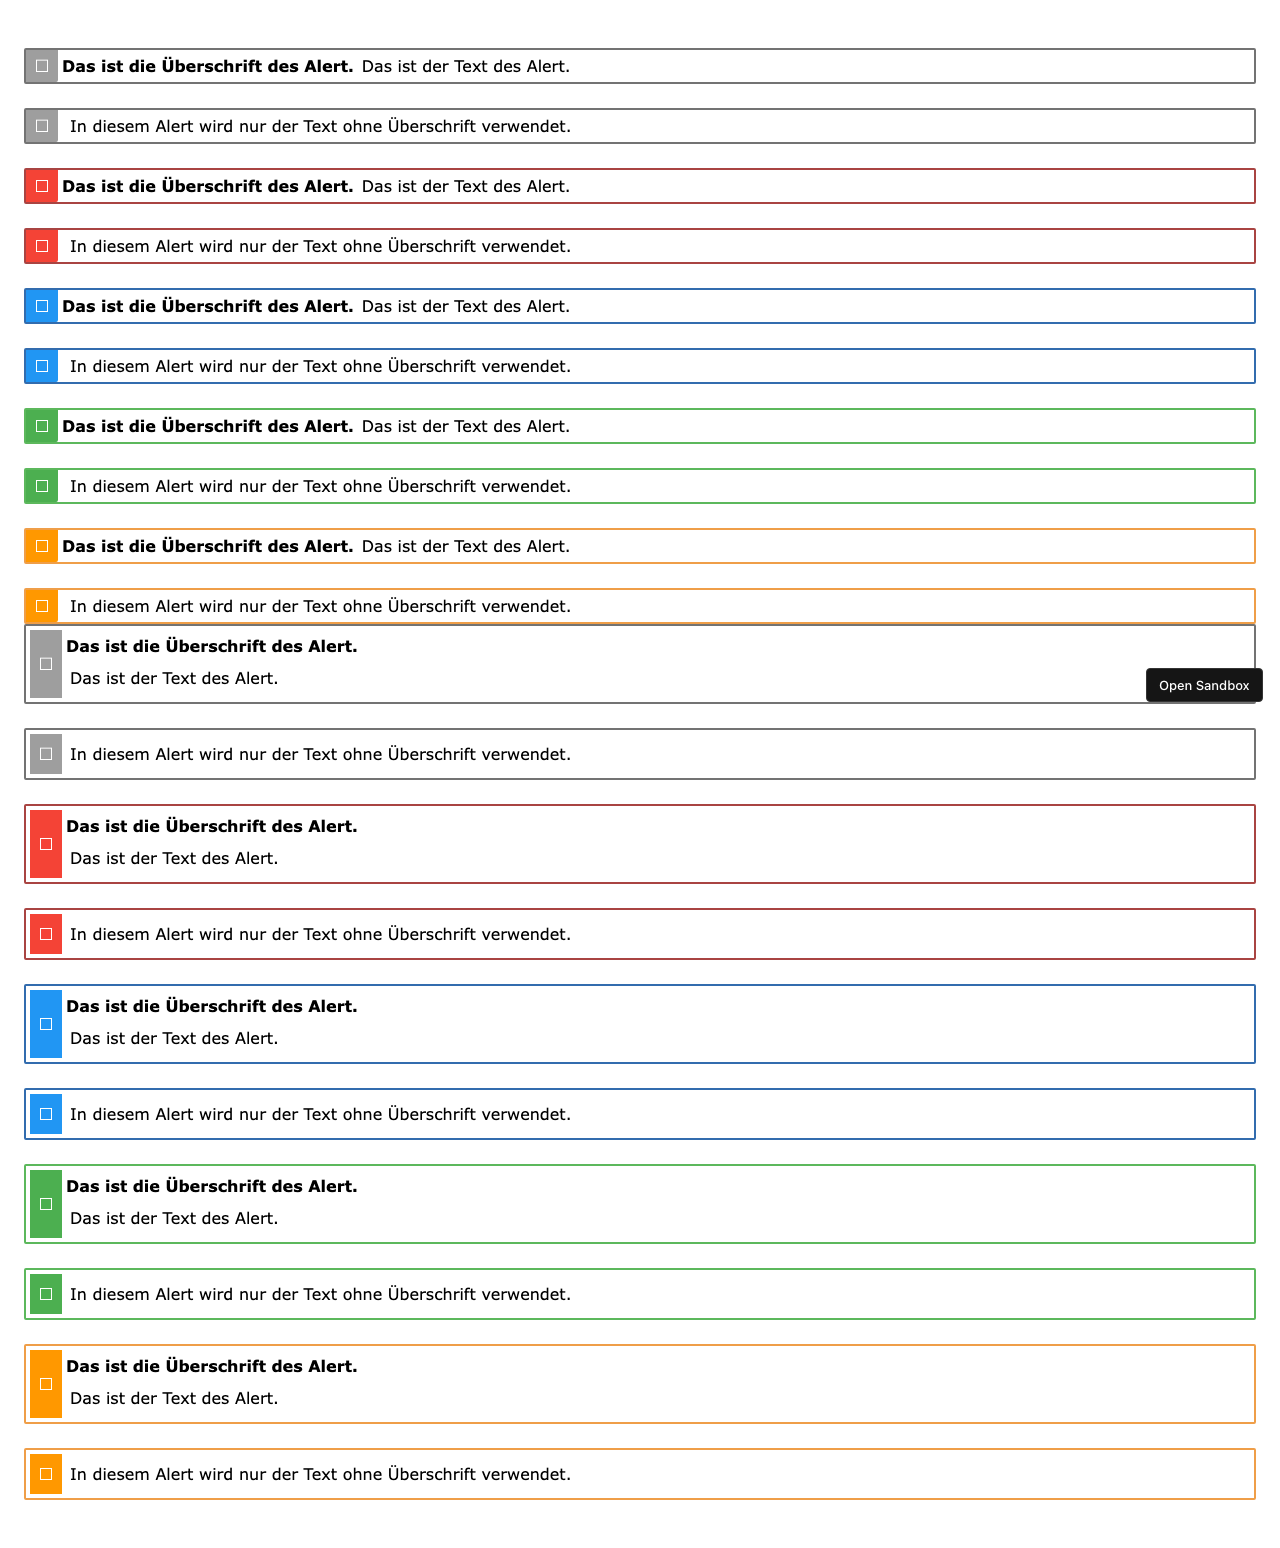 Das ist die Überschrift des Alert. Das ist der Text des Alert.
In diesem Alert wird nur der Text ohne Überschrift verwendet.
Das ist die Überschrift des Alert. Das ist der Text des Alert.
In diesem Alert wird nur der Text ohne Überschrift verwendet.
Das ist die Überschrift des Alert. Das ist der Text des Alert.
In diesem Alert wird nur der Text ohne Überschrift verwendet.
Das ist die Überschrift des Alert. Das ist der Text des Alert.
In diesem Alert wird nur der Text ohne Überschrift verwendet.
Das ist die Überschrift des Alert. Das ist der Text des Alert.
In diesem Alert wird nur der Text ohne Überschrift verwendet.
Das ist die Überschrift des Alert.
Das ist der Text des Alert.
Open Sandbox
In diesem Alert wird nur der Text ohne Überschrift verwendet.
Das ist die Überschrift des Alert.
Das ist der Text des Alert.
In diesem Alert wird nur der Text ohne Überschrift verwendet.
Das ist die Überschrift des Alert.
Das ist der Text des Alert.
In diesem Alert wird nur der Text ohne Überschrift verwendet.
Das ist die Überschrift des Alert.
Das ist der Text des Alert.
In diesem Alert wird nur der Text ohne Überschrift verwendet.
Das ist die Überschrift des Alert.
Das ist der Text des Alert.
In diesem Alert wird nur der Text ohne Überschrift verwendet.